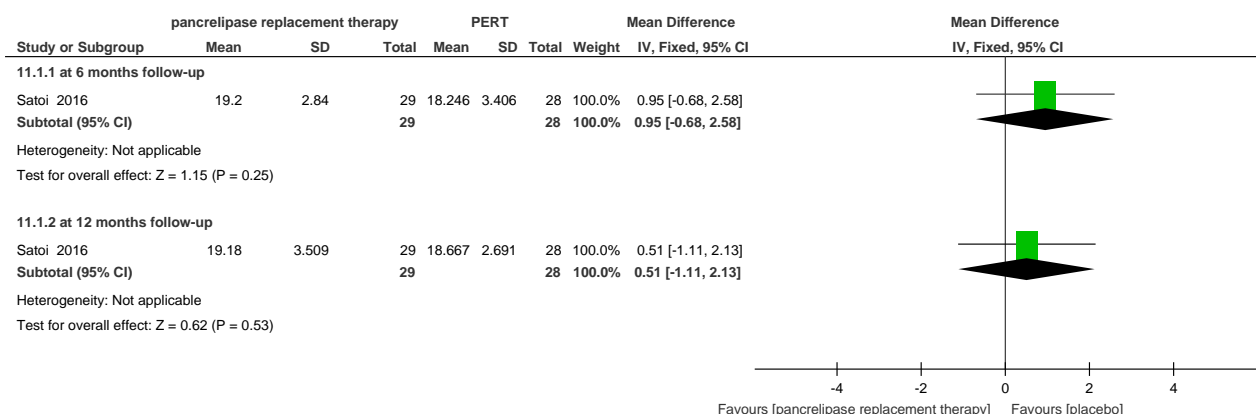 pancrelipase replacement therapy PERT Mean Difference Mean Difference
Study or Subgroup Mean SD Total Mean SD Total Weight IV, Fixed, 95% CI IV, Fixed, 95% CI
11.1.1 at 6 months follow-up
Satoi 2016 19.2 2.84 29 18.246 3.406 28 100.0% 0.95 [-0.68, 2.58]
Subtotal (95% CI) 29 28 100.0% 0.95 [-0.68, 2.58]
Heterogeneity: Not applicable
Test for overall effect: Z = 1.15 (P = 0.25)
11.1.2 at 12 months follow-up
Satoi 2016 19.18 3.509 29 18.667 2.691 28 100.0% 0.51 [-1.11, 2.13]
Subtotal (95% CI) 29 28 100.0% 0.51 [-1.11, 2.13]
Heterogeneity: Not applicable
Test for overall effect: Z = 0.62 (P = 0.53)
-4 -2 0 2 4
Favours [pancrelipase replacement therapy] Favours [placebo]